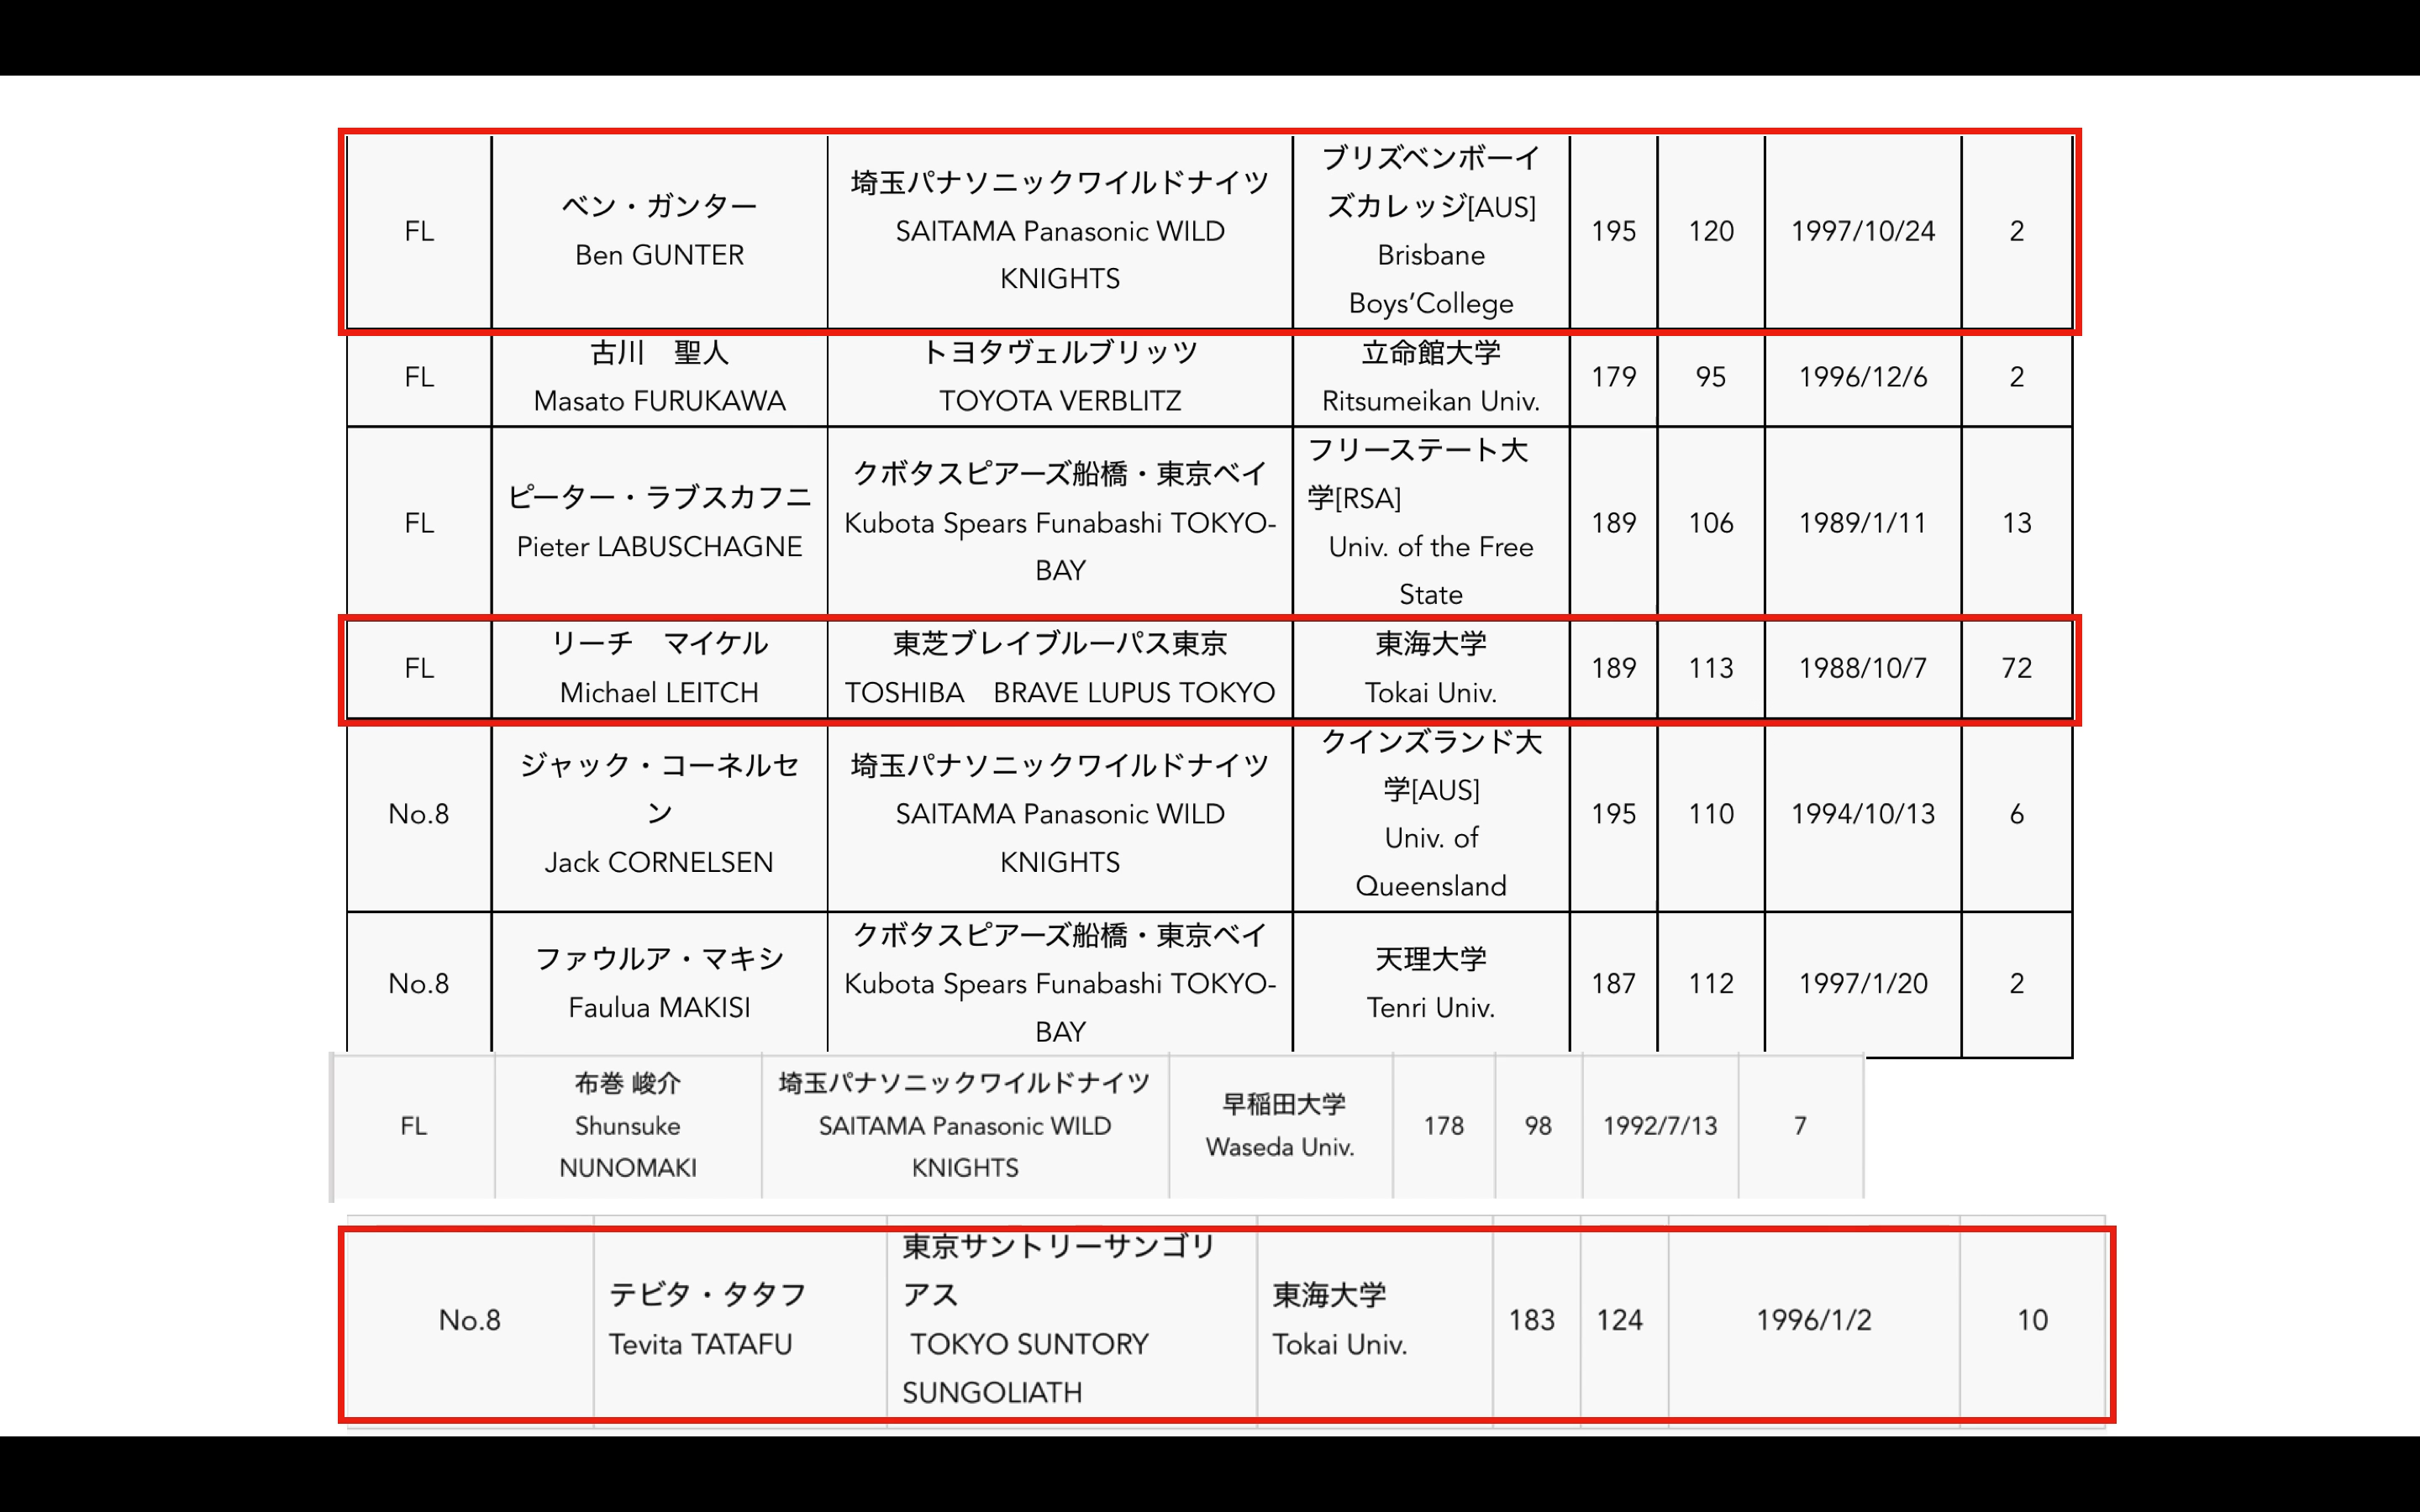 FL
ベン・ガンター
Ben GUNTER
埼玉パナソニックワイルドナイツ
SAITAMA Panasonic WILD
KNIGHTS
ブリズベンボーイ
ズカレッジ[AUS]
Brisbane
Boys’College
195
120
1997/10/24
2
FL
古川　聖人
Masato FURUKAWA
トヨタヴェルブリッツ
TOYOTA VERBLITZ
立命館大学
Ritsumeikan Univ.
179
95
1996/12/6
2
FL
ピーター・ラブスカフニ
Pieter LABUSCHAGNE
クボタスピアーズ船橋・東京ベイ
Kubota Spears Funabashi TOKYO-
BAY
フリーステート大
学[RSA]
Univ. of the Free
State
189
106
1989/1/11
13
FL
リーチ　マイケル
Michael LEITCH
東芝ブレイブルーパス東京
TOSHIBA　BRAVE LUPUS TOKYO
東海大学
Tokai Univ.
189
113
1988/10/7
72
No.8
ジャック・コーネルセ
ン
Jack CORNELSEN
埼玉パナソニックワイルドナイツ
SAITAMA Panasonic WILD
KNIGHTS
クインズランド大
学[AUS]
Univ. of
Queensland
195
110
1994/10/13
6
No.8
ファウルア・マキシ
Faulua MAKISI
クボタスピアーズ船橋・東京ベイ
Kubota Spears Funabashi TOKYO-
BAY
天理大学
Tenri Univ.
187
112
1997/1/20
2
FL
布巻 峻介
Shunsuke
NUNOMAKI
埼玉パナソニックワイルドナイツ
SAITAMA Panasonic WILD
KNIGHTS
早稲田大学
Waseda Univ.
178
98
1992/7/13
7
No.8
テビタ・タタフ
Tevita TATAFU
東京サントリーサンゴリ
アス
TOKYO SUNTORY
SUNGOLIATH
東海大学
Tokai Univ.
183
124
1996/1/2
10